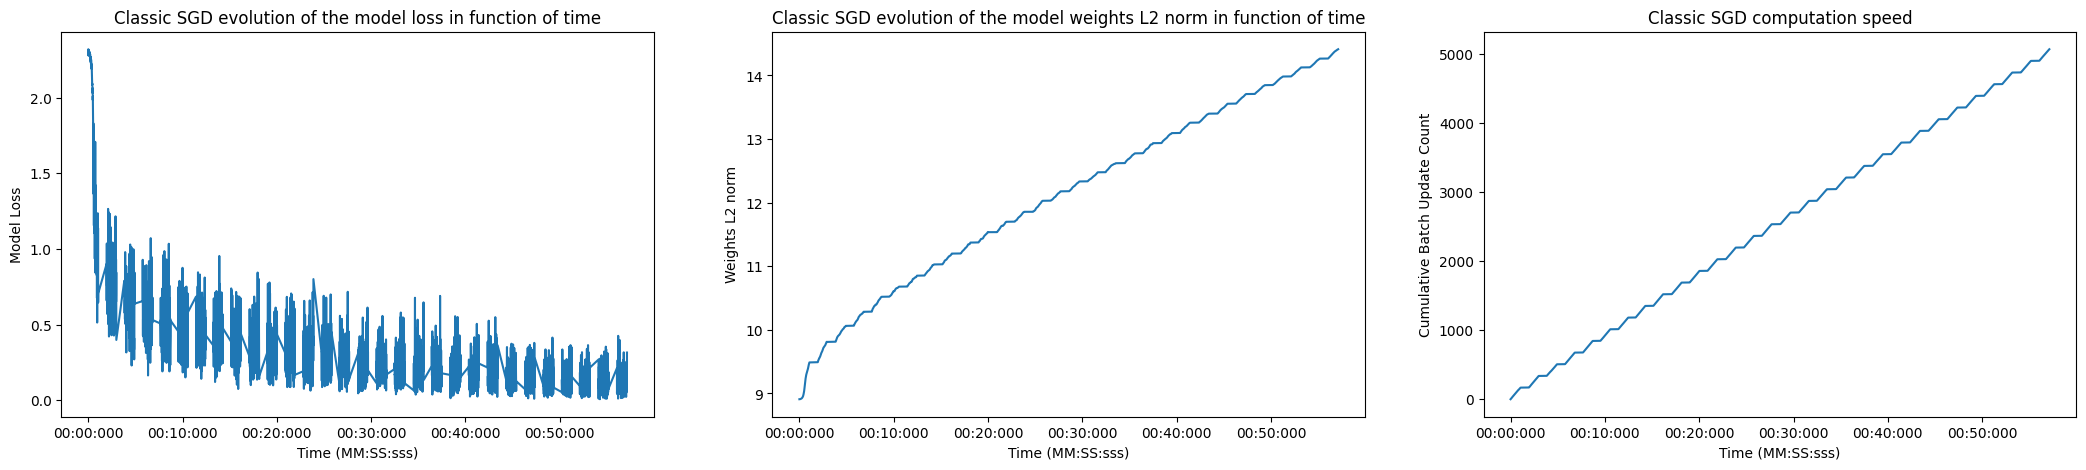 Classic SGD evolution of the model loss in function of time
Model Loss
2.0
1.5
1.0
0.5
0.0
00:00:000 00:10:000 00:20:000 00:30:000 00:40:000 00:50:000
Time (MM:SS:sss)
Classic SGD evolution of the model weights L2 norm in function of time
Weights L2 norm
14
13
12
11
10
9
00:00:000 00:10:000 00:20:000 00:30:000 00:40:000 00:50:000
Time (MM:SS:sss)
Classic SGD computation speed
Cumulative Batch Update Count
5000
4000
3000
2000
1000
0
00:00:000 00:10:000 00:20:000 00:30:000 00:40:000 00:50:000
Time (MM:SS:sss)